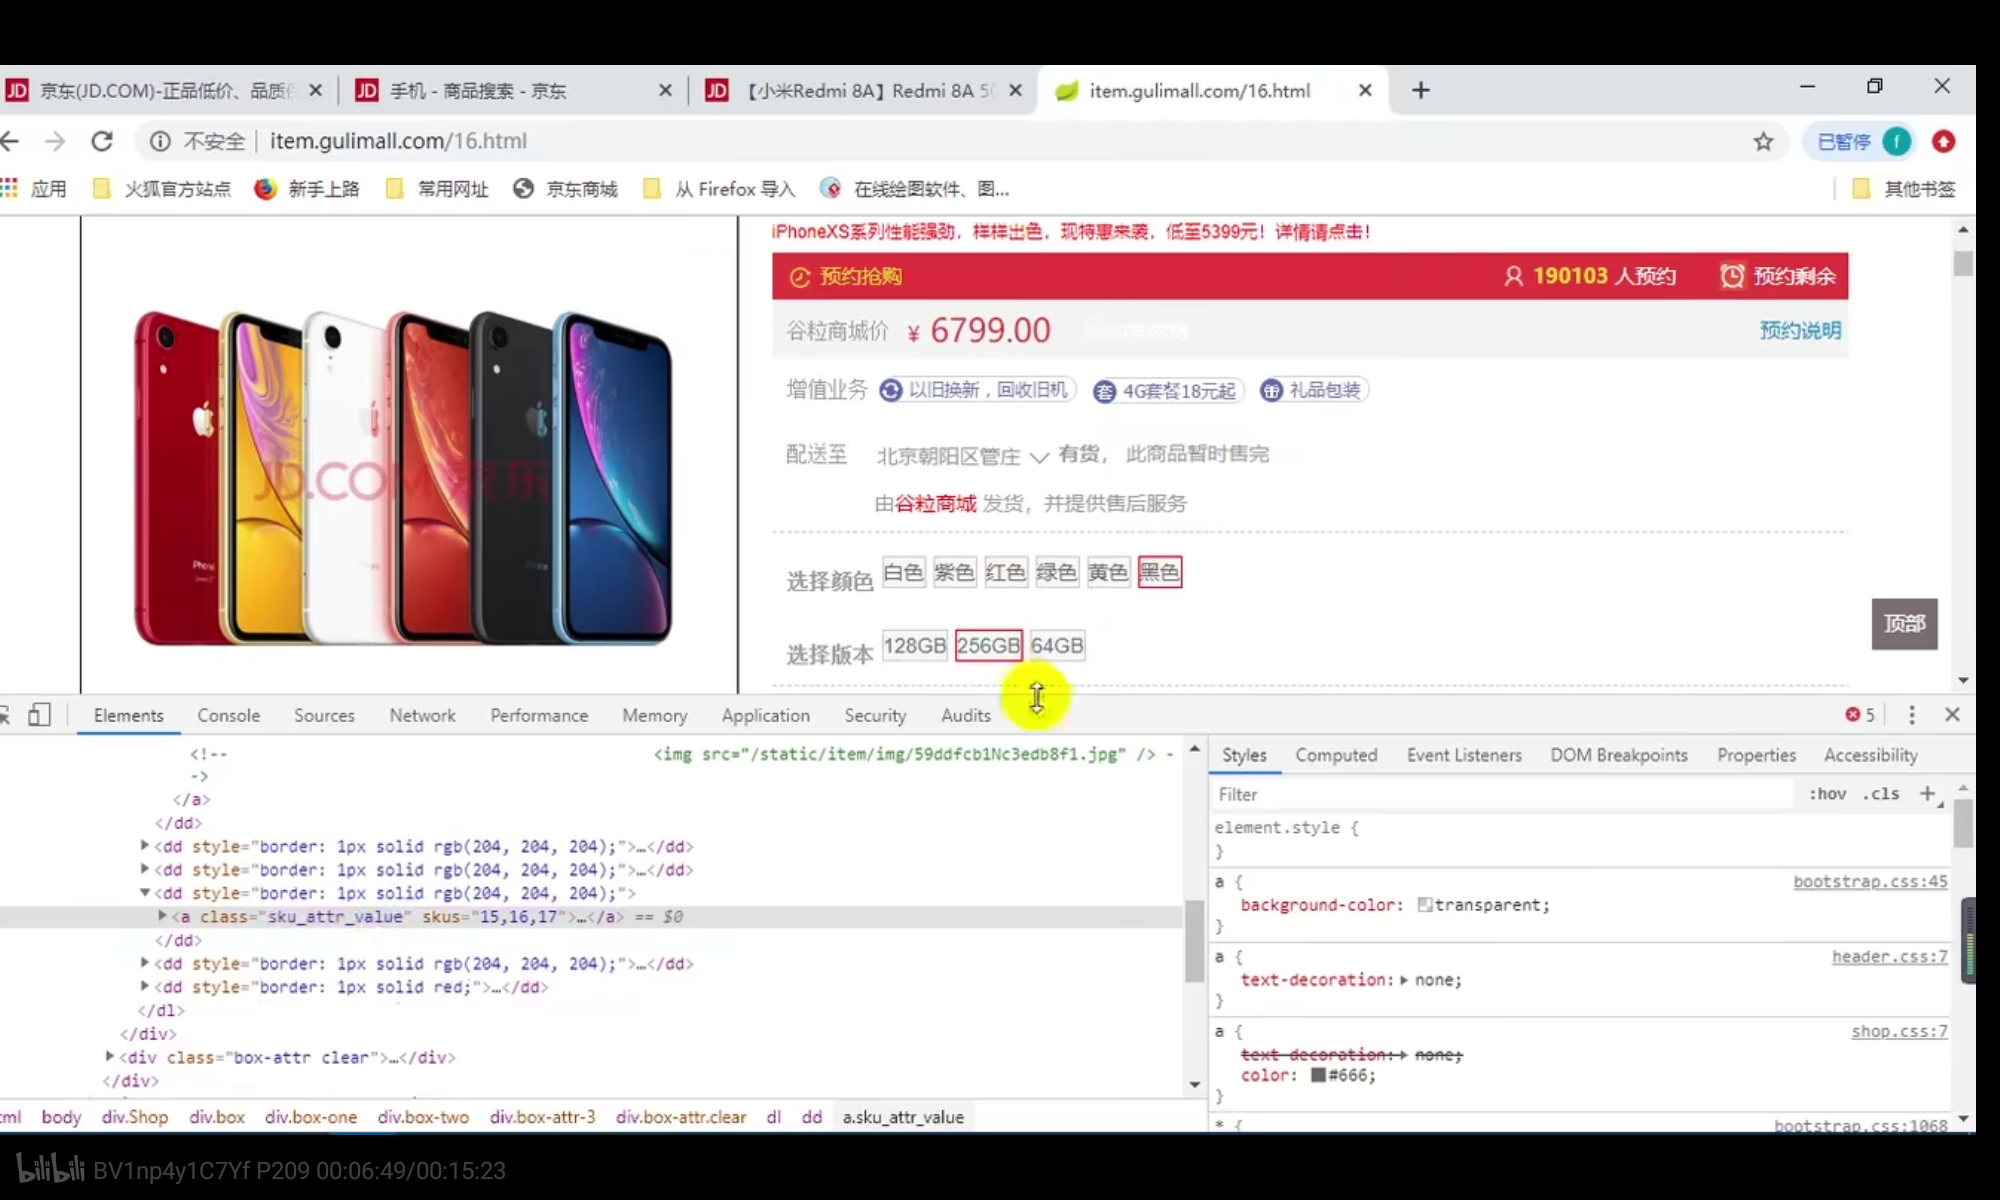 JD 京东(JD.COM)-正品低价、品质
JD 手机 - 商品搜索 - 京东
JD 【小米Redmi 8A】Redmi 8A 5
item.gulimall.com/16.html
不安全 item.gulimall.com/16.html 已暂停 f
应用 火狐官方站点 新手上路 常用网址 京东商城 从 Firefox 导入 在线绘图软件、图... 其他书签
iPhoneXS系列性能强劲，样样出色，现特惠来袭，低至5399元！详情请点击！
预约抢购 190103 人预约 预约剩余
谷粒商城价 ¥ 6799.00 预约说明
增值业务 以旧换新，回收旧机 套 4G套餐18元起 礼品包装
配送至 北京朝阳区管庄 有货， 此商品暂时售完
由谷粒商城 发货，并提供售后服务
选择颜色 白色 紫色 红色 绿色 黄色 黑色
选择版本 128GB 256GB 64GB
顶部
JD.COM 京东
Elements Console Sources Network Performance Memory Application Security Audits 5
<!-- <img src="/static/item/img/59ddfcb1Nc3edb8f1.jpg" /> -
->
</a>
</dd>
<dd style="border: 1px solid rgb(204, 204, 204);">…</dd>
<dd style="border: 1px solid rgb(204, 204, 204);">…</dd>
<dd style="border: 1px solid rgb(204, 204, 204);">
<a class="sku_attr_value" skus="15,16,17">…</a> == $0
</dd>
<dd style="border: 1px solid rgb(204, 204, 204);">…</dd>
<dd style="border: 1px solid red;">…</dd>
</dl>
</div>
<div class="box-attr clear">…</div>
</div>
tml body div.Shop div.box div.box-one div.box-two div.box-attr-3 div.box-attr.clear dl dd a.sku_attr_value
Styles Computed Event Listeners DOM Breakpoints Properties Accessibility
Filter :hov .cls +
element.style {
}
a { bootstrap.css:45
background-color: transparent;
}
a { header.css:7
text-decoration: none;
}
a { shop.css:7
text-decoration: none;
color: #666;
}
* { bootstrap.css:1068
bilibili BV1np4y1C7Yf P209 00:06:49/00:15:23